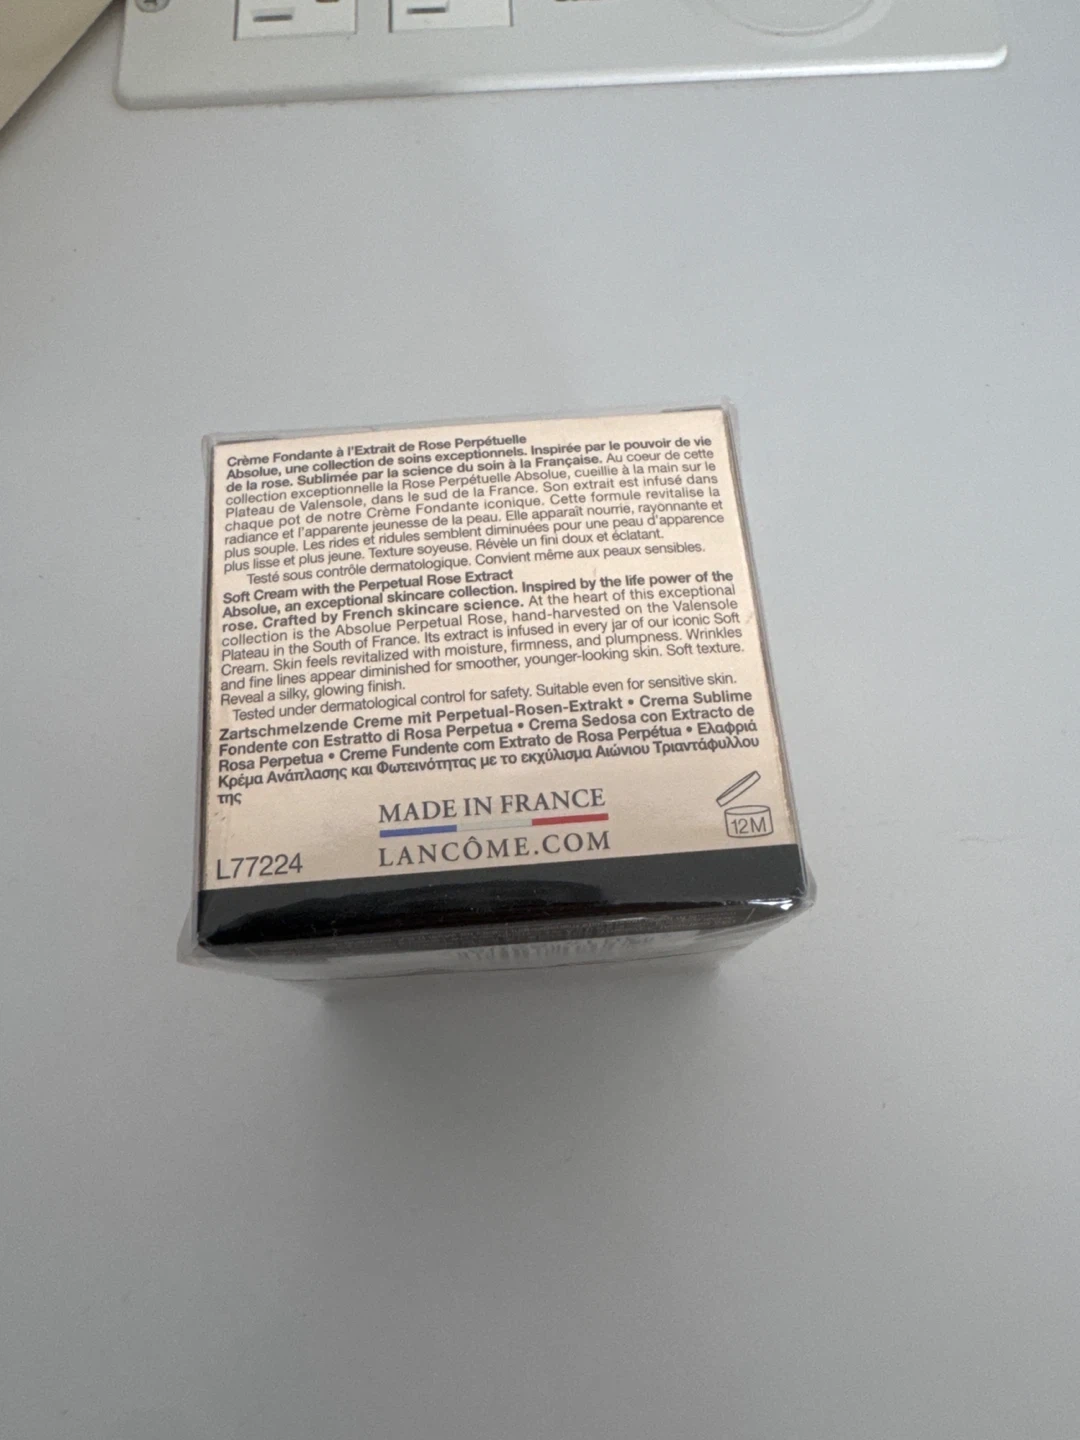 Crème Fondante à l'Extrait de Rose Perpétuelle
Absolue, une collection de soins exceptionnels. Inspirée par le pouvoir de vie
de la rose. Sublimée par la science du soin à la Française. Au coeur de cette
collection exceptionnelle la Rose Perpétuelle Absolue, cueillie à la main sur le
Plateau de Valensole, dans le sud de la France. Son extrait est infusé dans
chaque pot de notre Crème Fondante iconique. Cette formule revitalise la
radiance et l'apparente jeunesse de la peau. Elle apparaît nourrie, rayonnante et
plus souple. Les rides et ridules semblent diminuées pour une peau d'apparence
plus lisse et plus jeune. Texture soyeuse. Révèle un fini doux et éclatant.
Testé sous contrôle dermatologique. Convient même aux peaux sensibles.
Soft Cream with the Perpetual Rose Extract
Absolue, an exceptional skincare collection. Inspired by the life power of the
rose. Crafted by French skincare science. At the heart of this exceptional
collection is the Absolue Perpetual Rose, hand-harvested on the Valensole
Plateau in the South of France. Its extract is infused in every jar of our iconic Soft
Cream. Skin feels revitalized with moisture, firmness, and plumpness. Wrinkles
and fine lines appear diminished for smoother, younger-looking skin. Soft texture.
Reveal a silky, glowing finish.
Tested under dermatological control for safety. Suitable even for sensitive skin.
Zartschmelzende Creme mit Perpetual-Rosen-Extrakt • Crema Sublime
Fondente con Estratto di Rosa Perpetua • Crema Sedosa con Extracto de
Rosa Perpetua • Creme Fundente com Extrato de Rosa Perpétua • Ελαφριά
Κρέμα Ανάπλασης και Φωτεινότητας με το εκχύλισμα Αιώνιου Τριαντάφυλλου
της
MADE IN FRANCE
12M
LANCÔME.COM
L77224